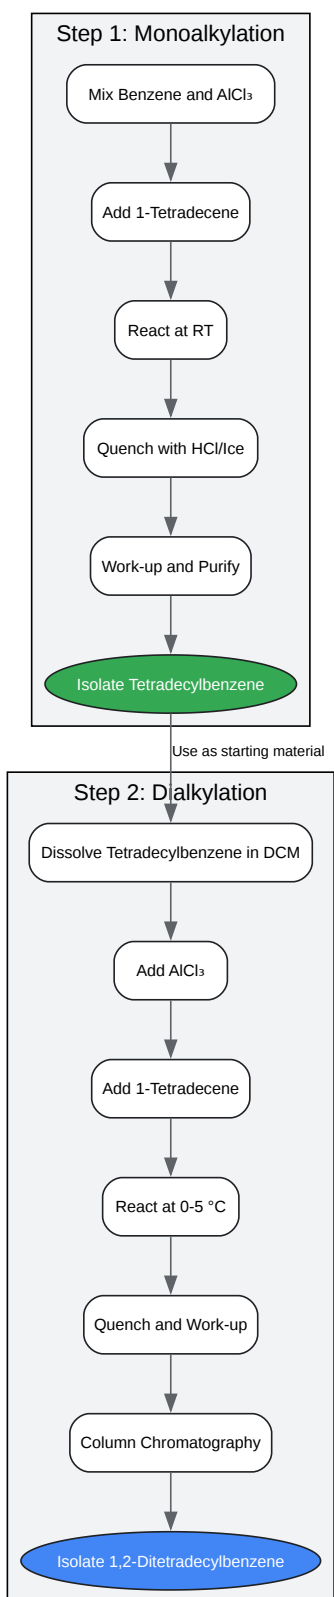 Step 1: Monoalkylation
Mix Benzene and AlCl₃
Add 1-Tetradecene
React at RT
Quench with HCl/Ice
Work-up and Purify
Isolate Tetradecylbenzene
Use as starting material
Step 2: Dialkylation
Dissolve Tetradecylbenzene in DCM
Add AlCl₃
Add 1-Tetradecene
React at 0-5 °C
Quench and Work-up
Column Chromatography
Isolate 1,2-Ditetradecylbenzene